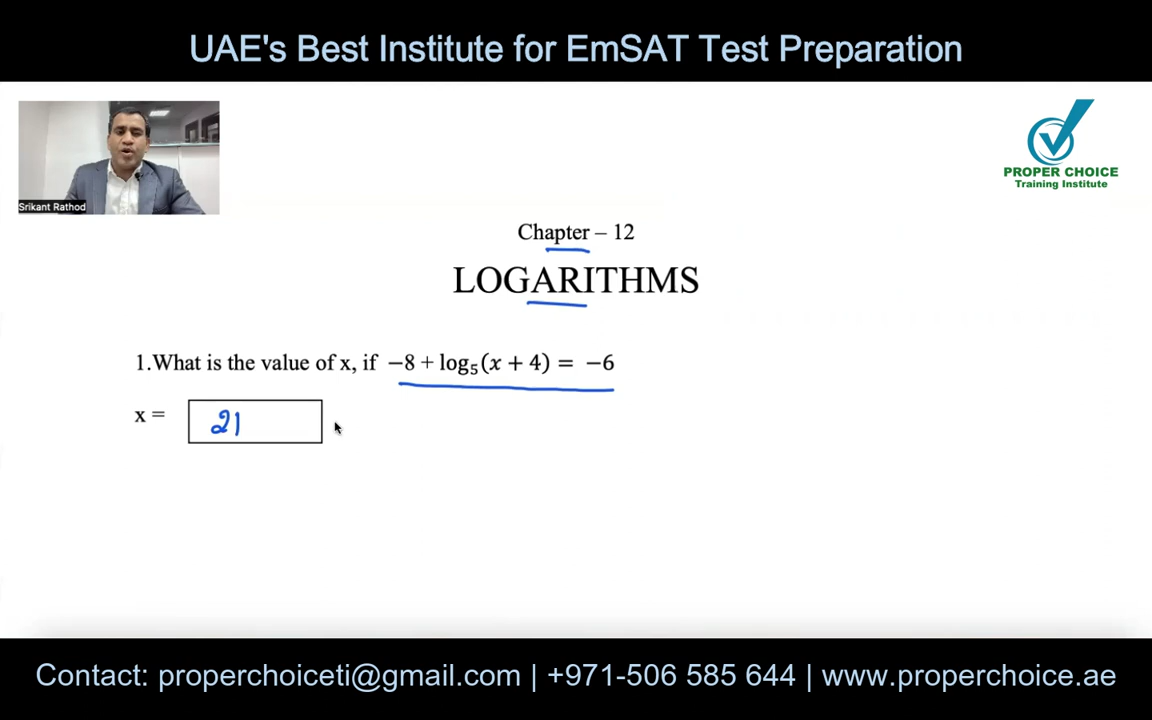 UAE's Best Institute for EmSAT Test Preparation
PROPER CHOICE
Training Institute
Srikant Rathod
Chapter – 12
LOGARITHMS
1.What is the value of x, if −8 + log₅(x + 4) = −6
x = 21
Contact: properchoiceti@gmail.com | +971-506 585 644 | www.properchoice.ae